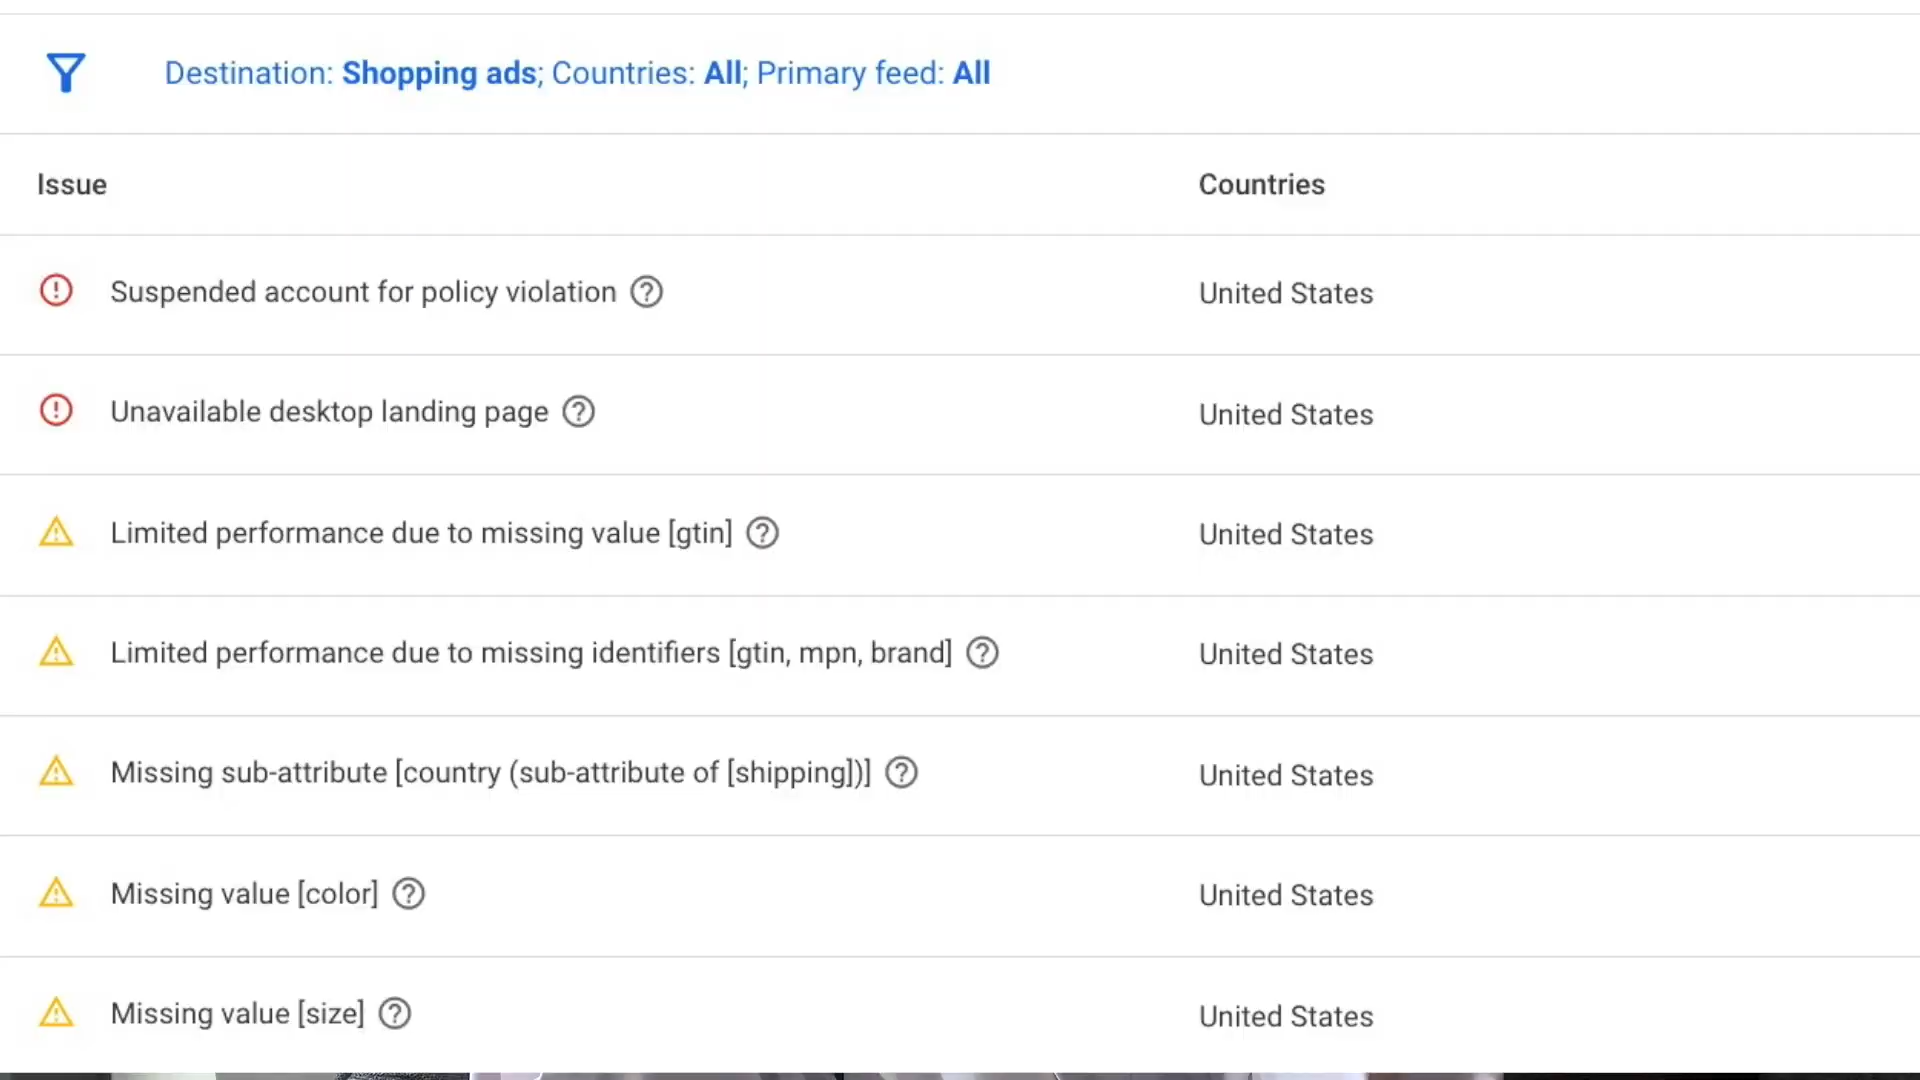 Destination: Shopping ads; Countries: All; Primary feed: All
Issue Countries
Suspended account for policy violation United States
Unavailable desktop landing page United States
Limited performance due to missing value [gtin] United States
Limited performance due to missing identifiers [gtin, mpn, brand] United States
Missing sub-attribute [country (sub-attribute of [shipping])] United States
Missing value [color] United States
Missing value [size] United States